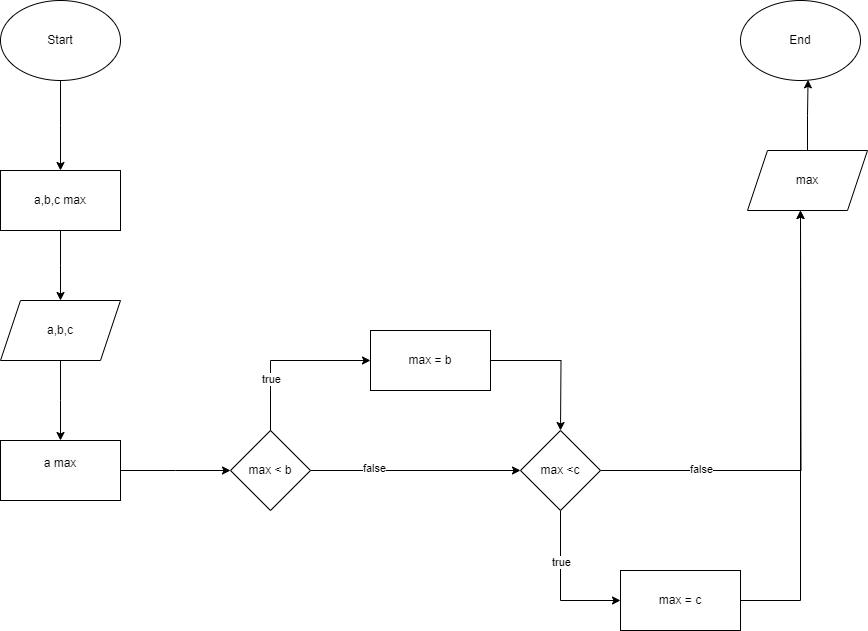 Start
End
a,b,c max
max
a,b,c
a max
true
max = b
max < b
false
max <c
false
true
max = c